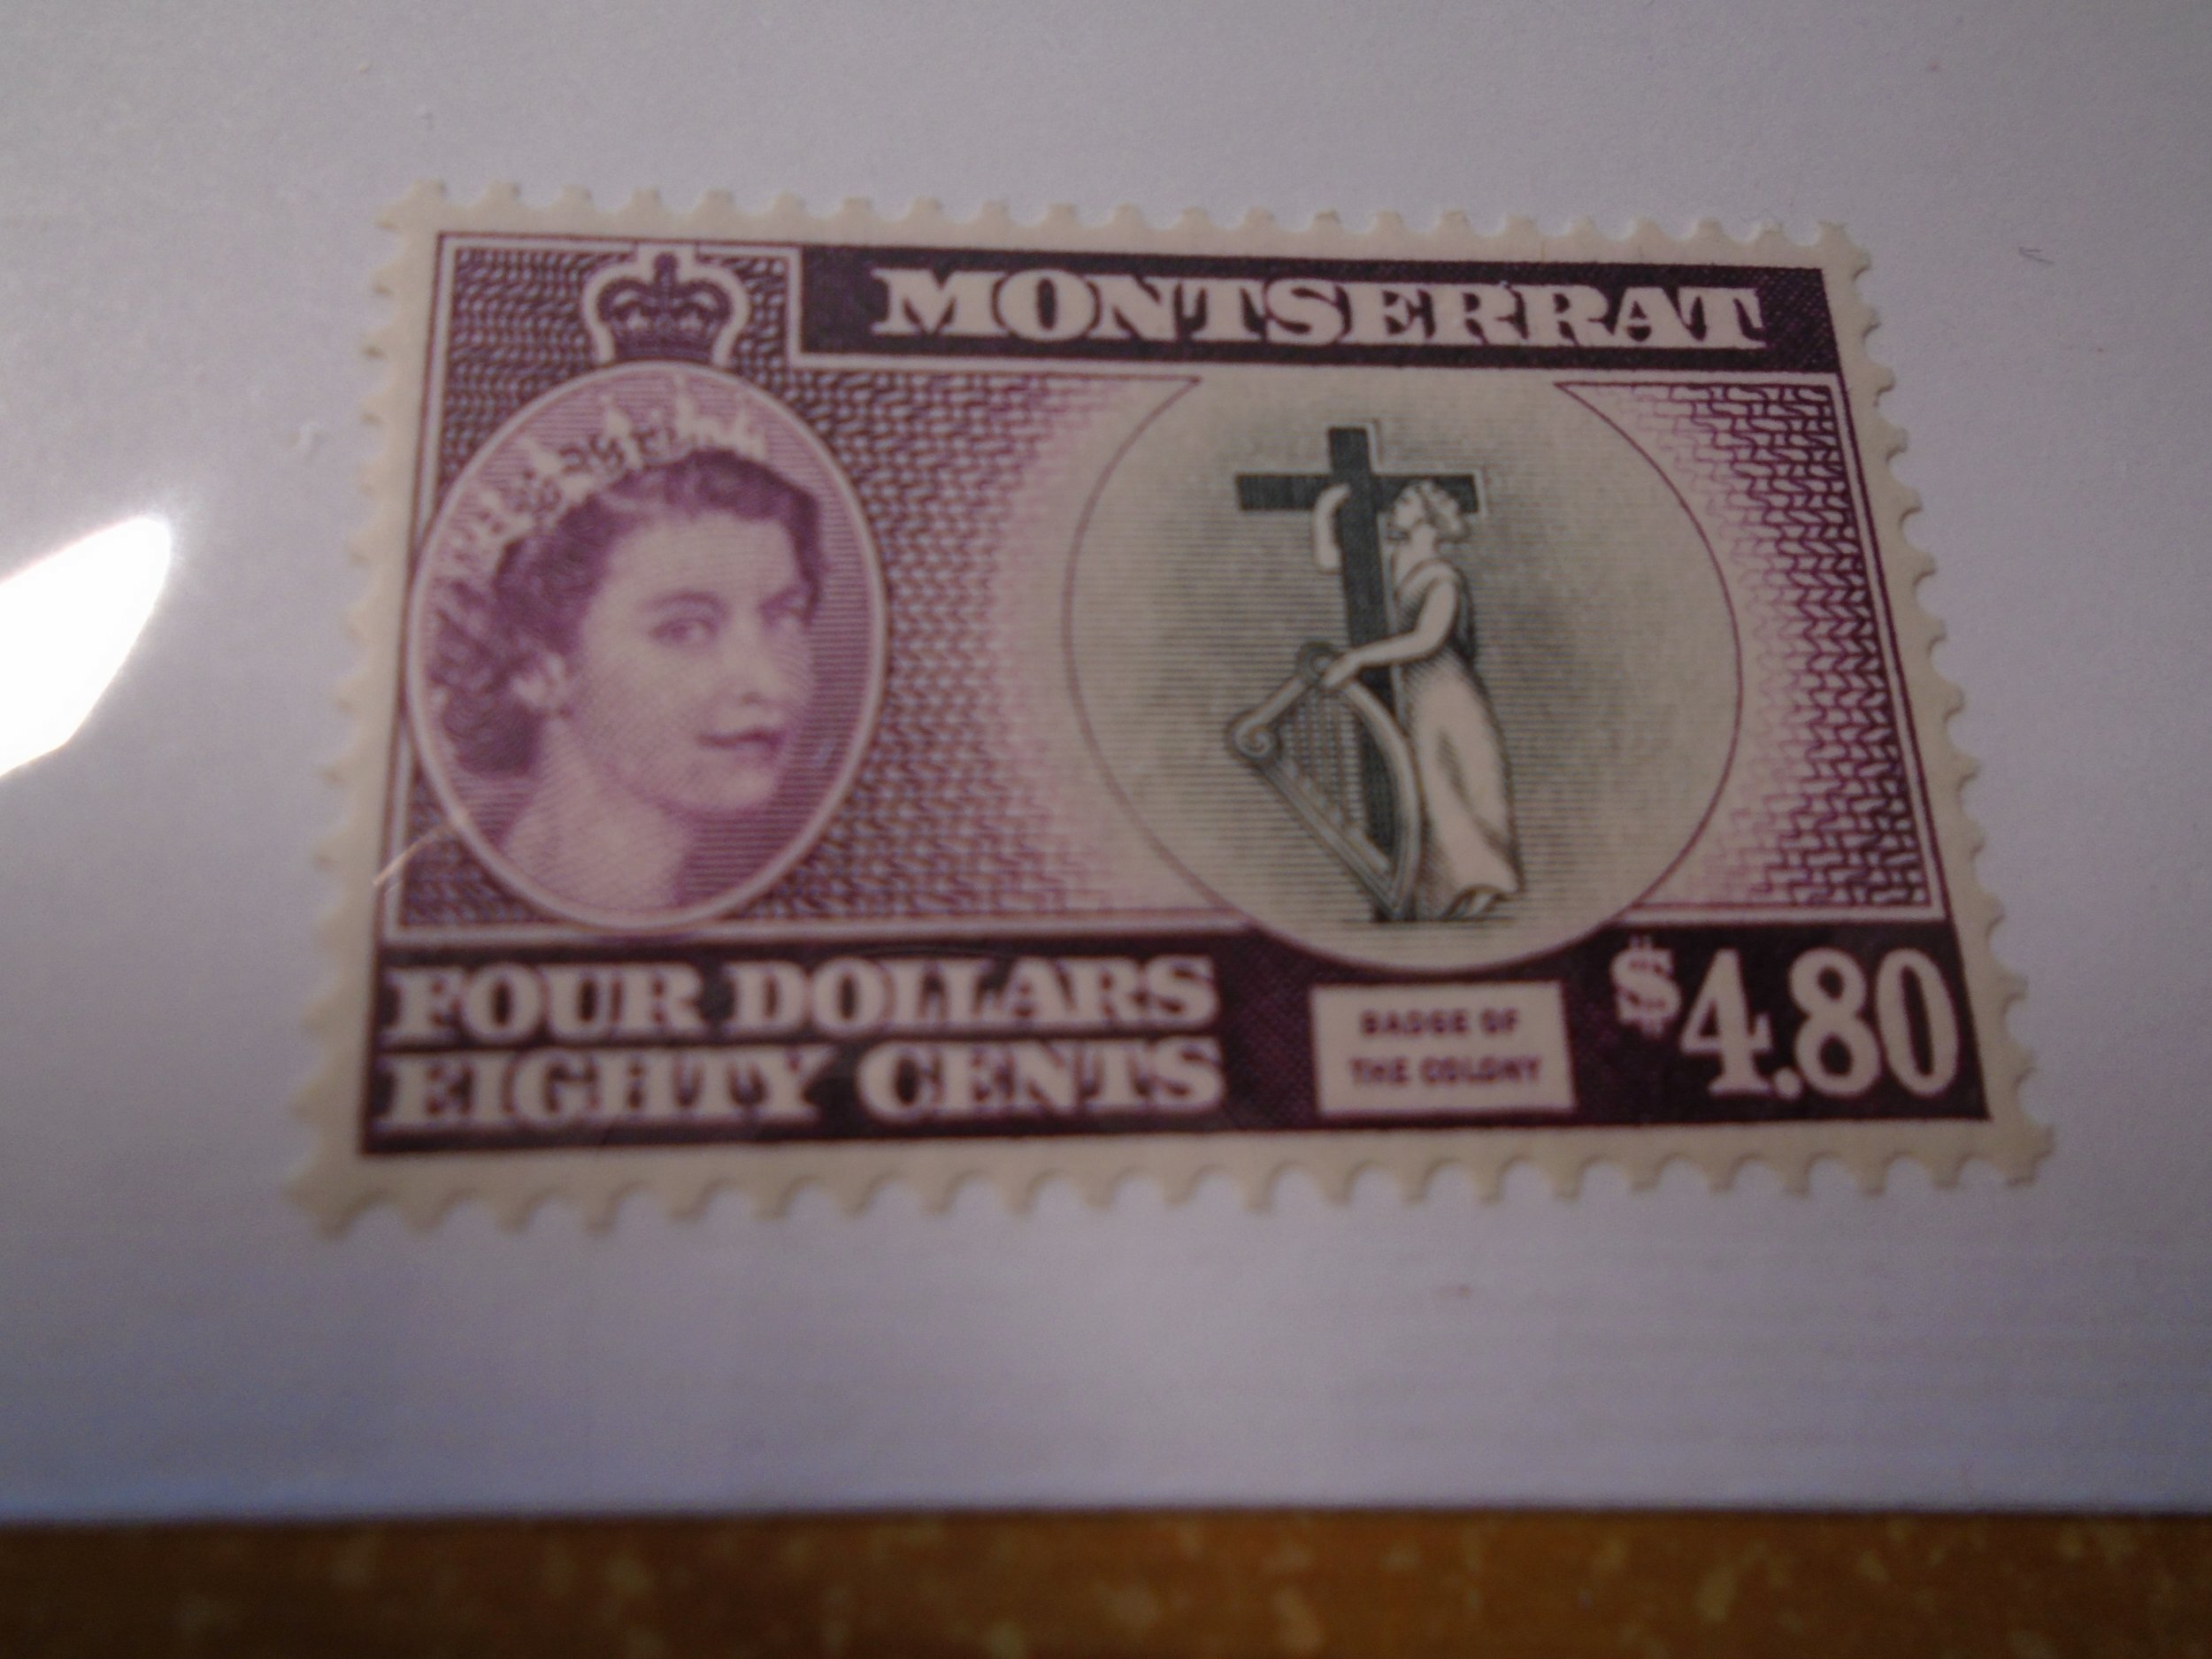 MONTSERRAT
FOUR DOLLARS
EIGHTY CENTS
BADGE OF
THE COLONY
$4.80